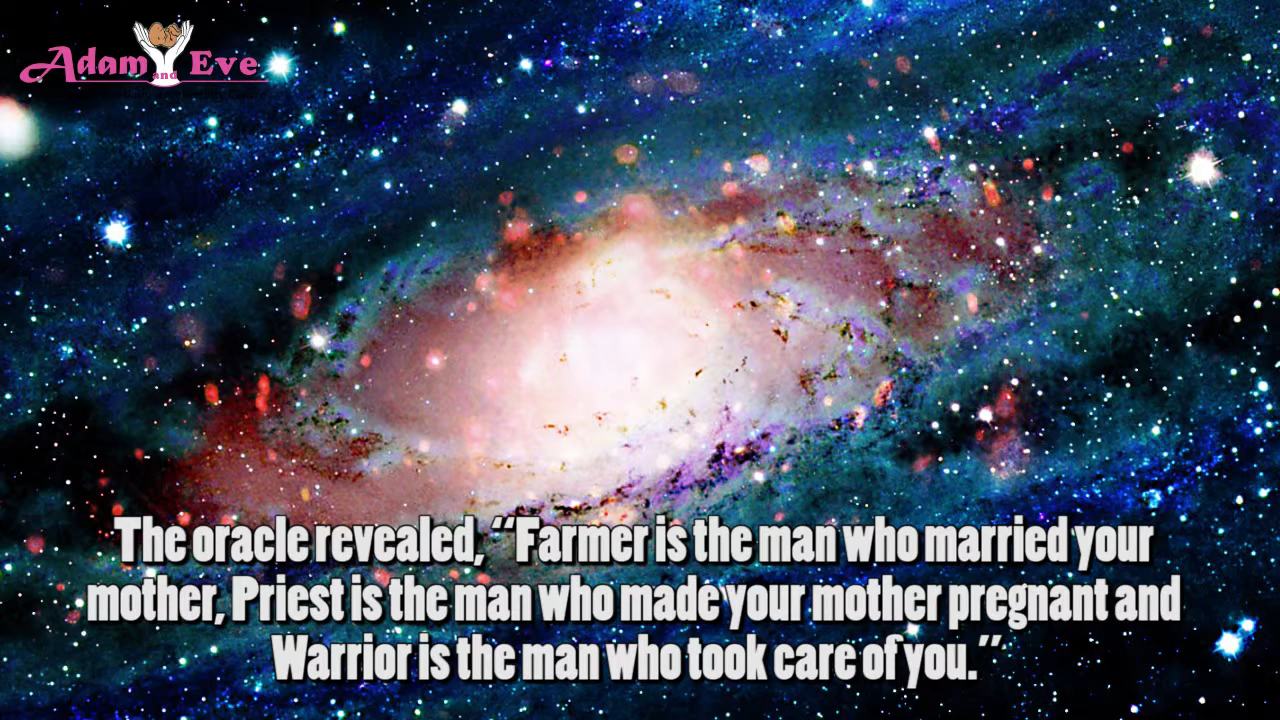 Adam and Eve
The oracle revealed, “Farmer is the man who married your
mother, Priest is the man who made your mother pregnant and
Warrior is the man who took care of you.”